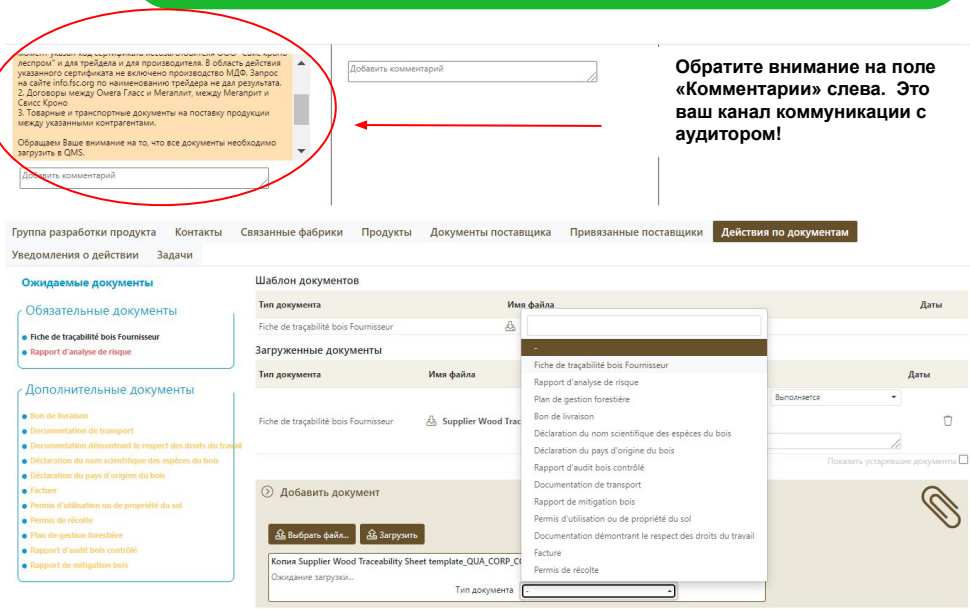 момент указан код сертификата лесозаготовителя ООО "Свис кроно
леспром" и для трейдела и для производителя. В область действия
указанного сертификата не включено производство МДФ. Запрос
на сайте info.fsc.org по наименованию трейдера не дал результата.
2. Договоры между Омега Гласс и Мегаплит, между Мегаприт и
Свисс Кроно
3. Товарные и транспортные документы на поставку продукции
между указанными контрагентами.
Обращаем Ваше внимание на то, что все документы необходимо
загрузить в QMS.
Добавить комментарий
Добавить комментарий
Обратите внимание на поле
«Комментарии» слева. Это
ваш канал коммуникации с
аудитором!
Группа разработки продукта Контакты Связанные фабрики Продукты Документы поставщика Привязанные поставщики Действия по документам
Уведомления о действии Задачи
Ожидаемые документы
Обязательные документы
Fiche de traçabilité bois Fournisseur
Rapport d'analyse de risque
Дополнительные документы
Bon de livraison
Documentation de transport
Documentation démontrant le respect des droits du travail
Déclaration du nom scientifique des espèces du bois
Déclaration du pays d'origine du bois
Facture
Permis d'utilisation ou de propriété du sol
Permis de récolte
Plan de gestion forestière
Rapport d'audit bois contrôlé
Rapport de mitigation bois
Шаблон документов
Тип документа Имя файла Даты
Fiche de traçabilité bois Fournisseur
Загруженные документы
Тип документа Имя файла Даты
Fiche de traçabilité bois Fournisseur Supplier Wood Trac
Выполняется
Показать устаревшие документы
Добавить документ
Выбрать файл... Загрузить
Копия Supplier Wood Traceability Sheet template_QUA_CORP_CO
Ожидание загрузки...
Тип документа -
-
Fiche de traçabilité bois Fournisseur
Rapport d'analyse de risque
Plan de gestion forestière
Bon de livraison
Déclaration du nom scientifique des espèces du bois
Déclaration du pays d'origine du bois
Rapport d'audit bois contrôlé
Documentation de transport
Rapport de mitigation bois
Permis d'utilisation ou de propriété du sol
Documentation démontrant le respect des droits du travail
Facture
Permis de récolte